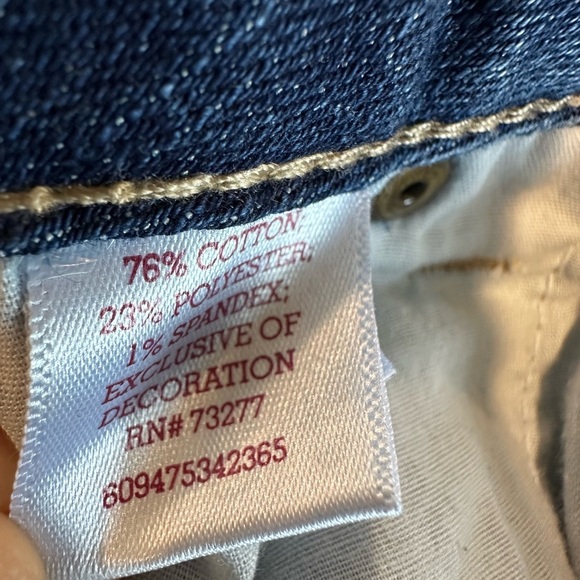 76% COTTON;
23% POLYESTER;
1% SPANDEX;
EXCLUSIVE OF
DECORATION
RN# 73277
609475342365